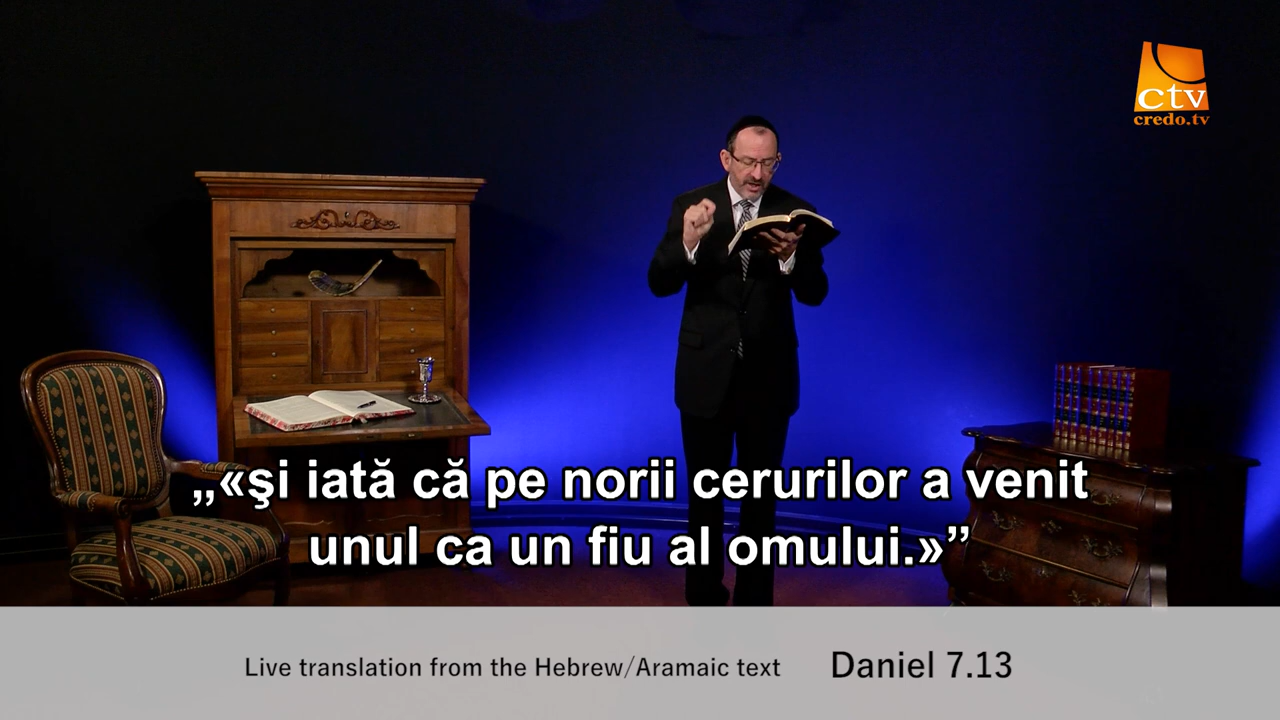 ctv
credo.tv
„«şi iată că pe norii cerurilor a venit
unul ca un fiu al omului.»”
Live translation from the Hebrew/Aramaic text Daniel 7.13